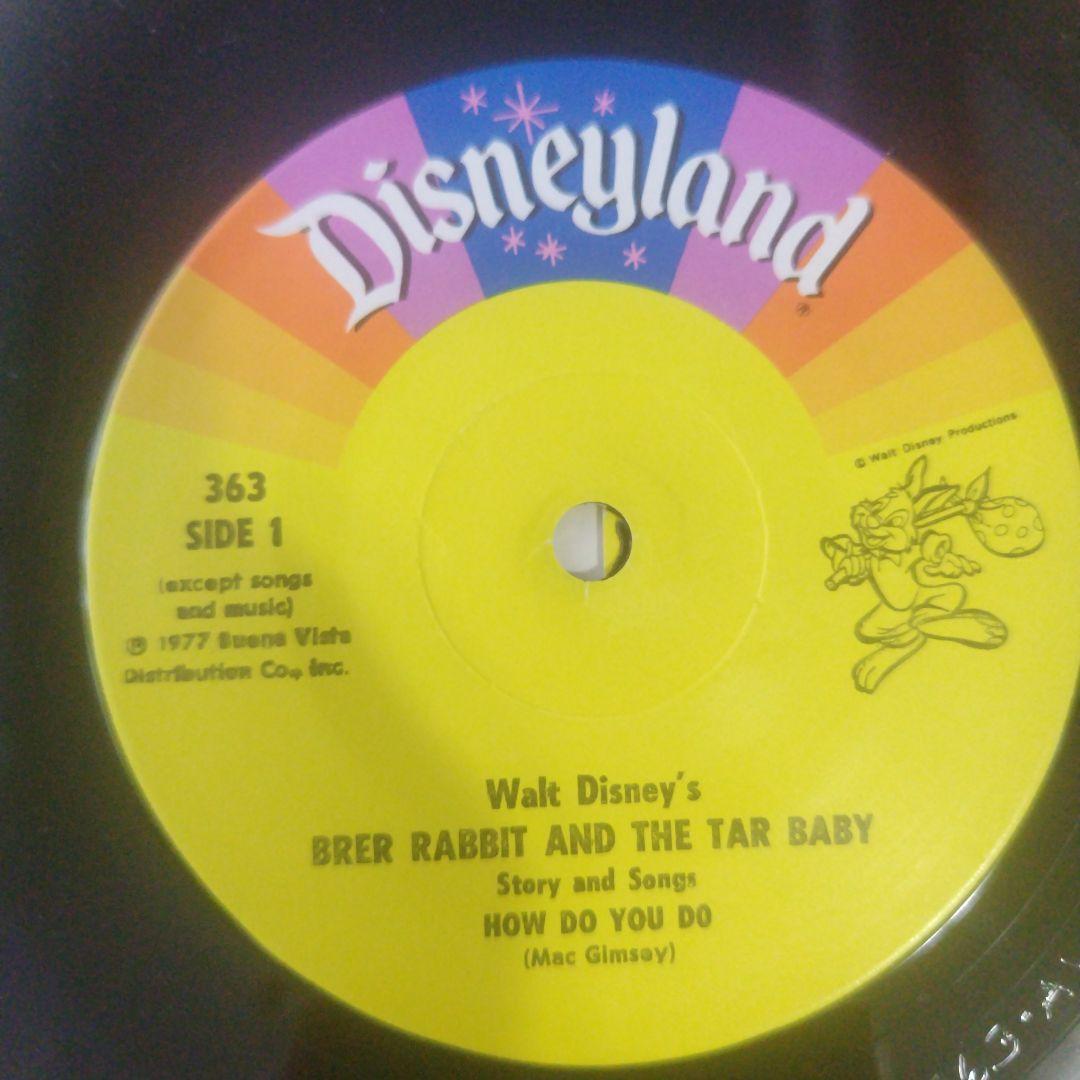 Disneyland
®
© Walt Disney Productions
363
SIDE 1
(except songs
and music)
℗ 1977 Buena Vista
Distribution Co., Inc.
Walt Disney's
BRER RABBIT AND THE TAR BABY
Story and Songs
HOW DO YOU DO
(Mac Gimsey)